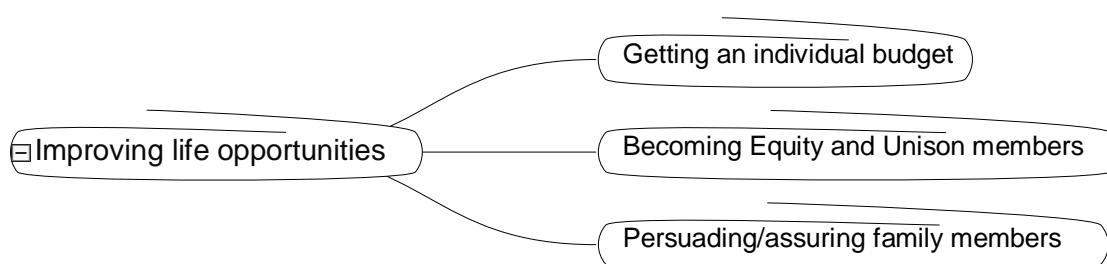 Getting an individual budget
Improving life opportunities
Becoming Equity and Unison members
Persuading/assuring family members